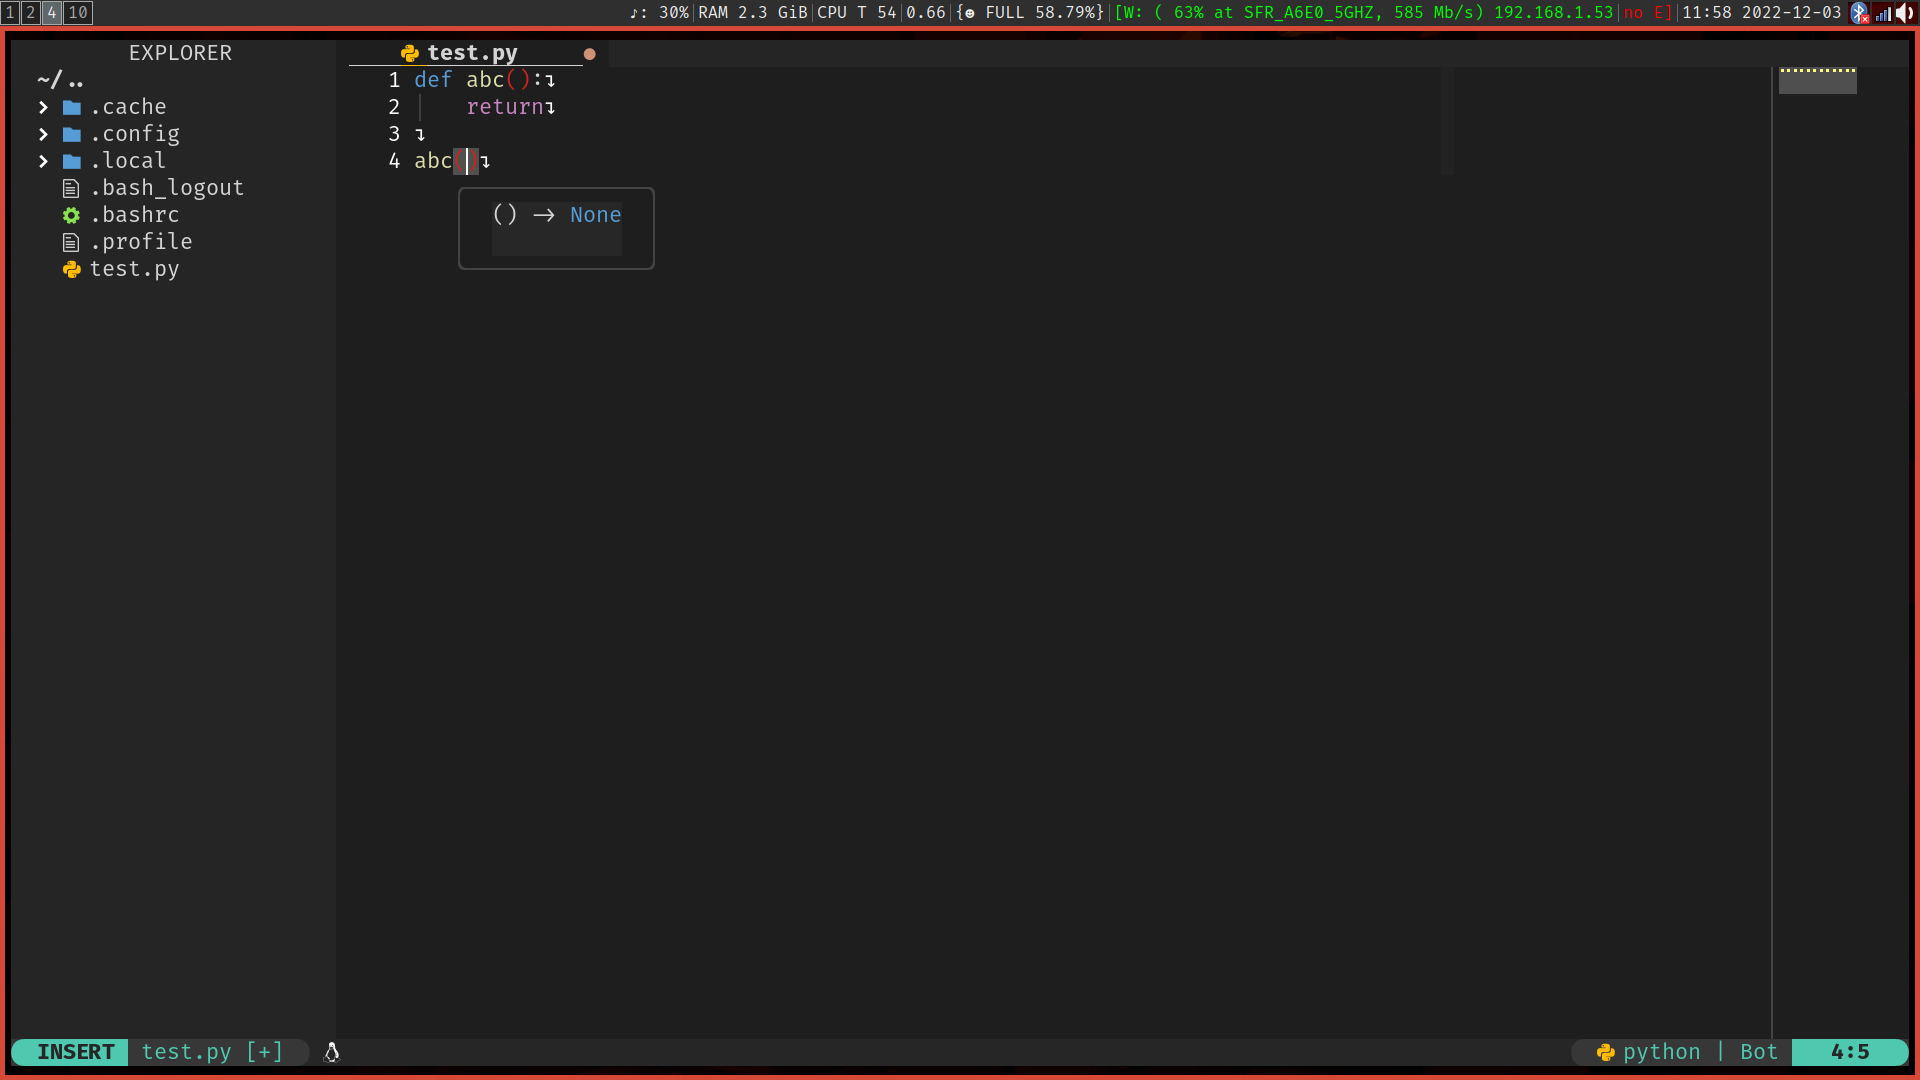 1 2 4 10 ♪: 30%|RAM 2.3 GiB|CPU T 54|0.66|{☻ FULL 58.79%}|[W: ( 63% at SFR_A6E0_5GHZ, 585 Mb/s) 192.168.1.53|no E]|11:58 2022-12-03
EXPLORER
~/..
.cache
.config
.local
.bash_logout
.bashrc
.profile
test.py
test.py ●
1 def abc():↴
2 return↴
3 ↴
4 abc()↴
() → None
INSERT test.py [+]
python | Bot 4:5